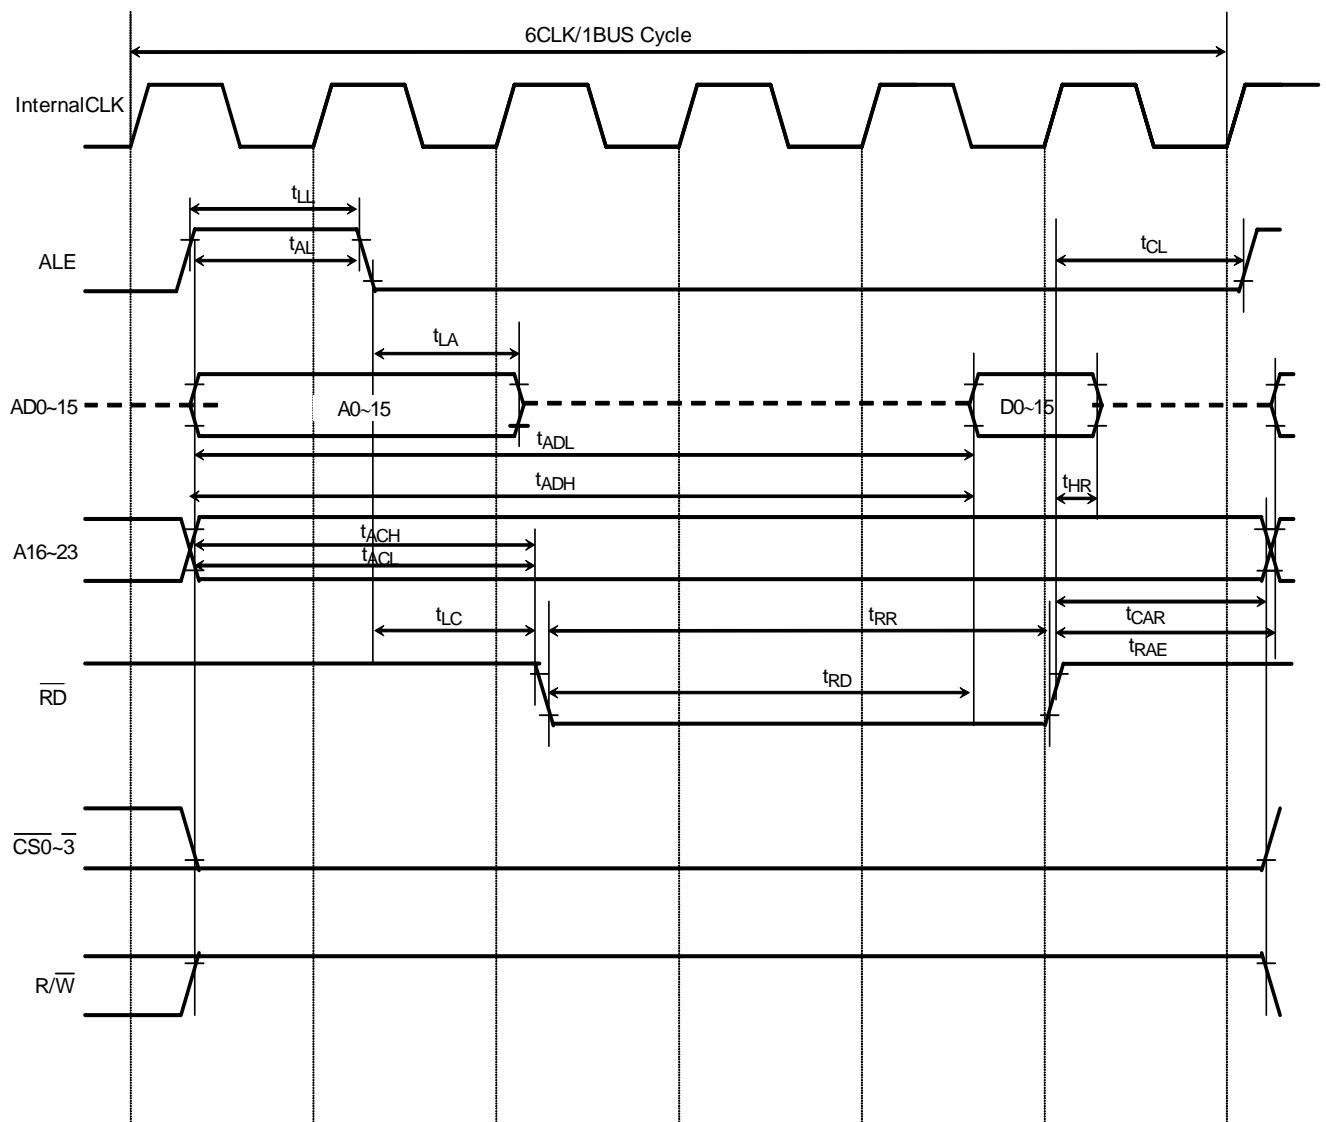 6CLK/1BUS Cycle
InternalCLK
tLL
tAL
tCL
ALE
tLA
AD0~15
A0~15
D0~15
tADL
tADH
tHR
tACH
A16~23
tACL
tLC
tRR
tCAR
tRAE
RD
tRD
CS0~3
R/W